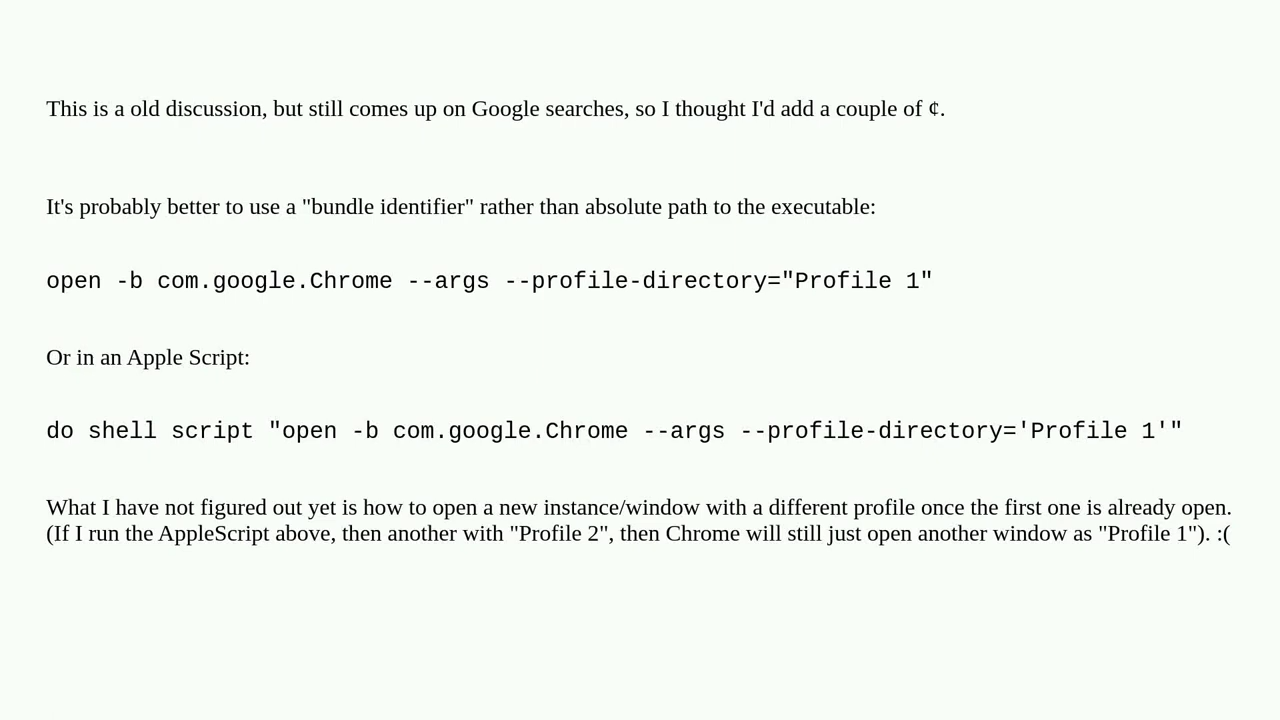 This is a old discussion, but still comes up on Google searches, so I thought I'd add a couple of ¢.
It's probably better to use a "bundle identifier" rather than absolute path to the executable:
open -b com.google.Chrome --args --profile-directory="Profile 1"
Or in an Apple Script:
do shell script "open -b com.google.Chrome --args --profile-directory='Profile 1'"
What I have not figured out yet is how to open a new instance/window with a different profile once the first one is already open.
(If I run the AppleScript above, then another with "Profile 2", then Chrome will still just open another window as "Profile 1"). :(